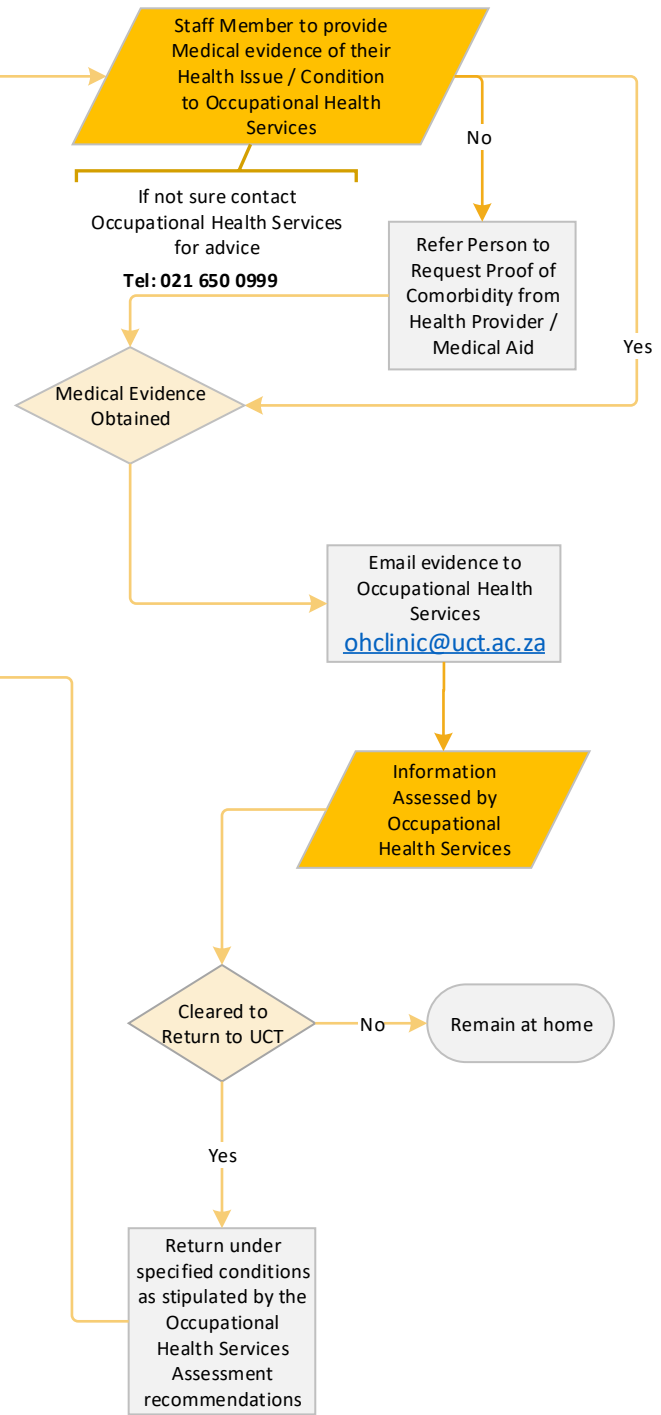 Staff Member to provide
Medical evidence of their
Health Issue / Condition
to Occupational Health
Services
No
If not sure contact
Occupational Health Services
for advice
Tel: 021 650 0999
Refer Person to
Request Proof of
Comorbidity from
Health Provider /
Medical Aid
Yes
Medical Evidence
Obtained
Email evidence to
Occupational Health
Services
ohclinic@uct.ac.za
Information
Assessed by
Occupational
Health Services
Cleared to
Return to UCT
No
Remain at home
Yes
Return under
specified conditions
as stipulated by the
Occupational
Health Services
Assessment
recommendations